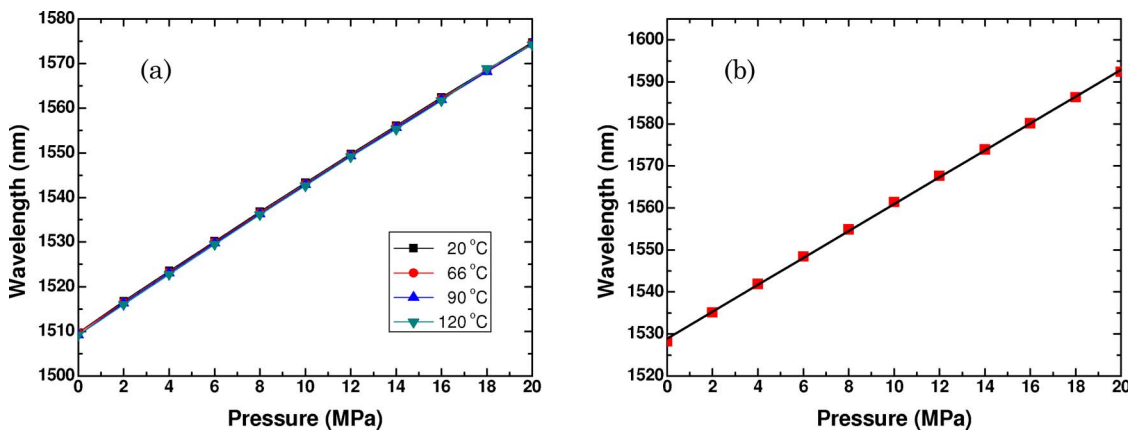 (a)
Wavelength (nm)
1580
1570
1560
1550
1540
1530
1520
1510
1500
0 2 4 6 8 10 12 14 16 18 20
Pressure (MPa)
20 °C
66 °C
90 °C
120 °C
(b)
Wavelength (nm)
1600
1590
1580
1570
1560
1550
1540
1530
1520
0 2 4 6 8 10 12 14 16 18 20
Pressure (MPa)